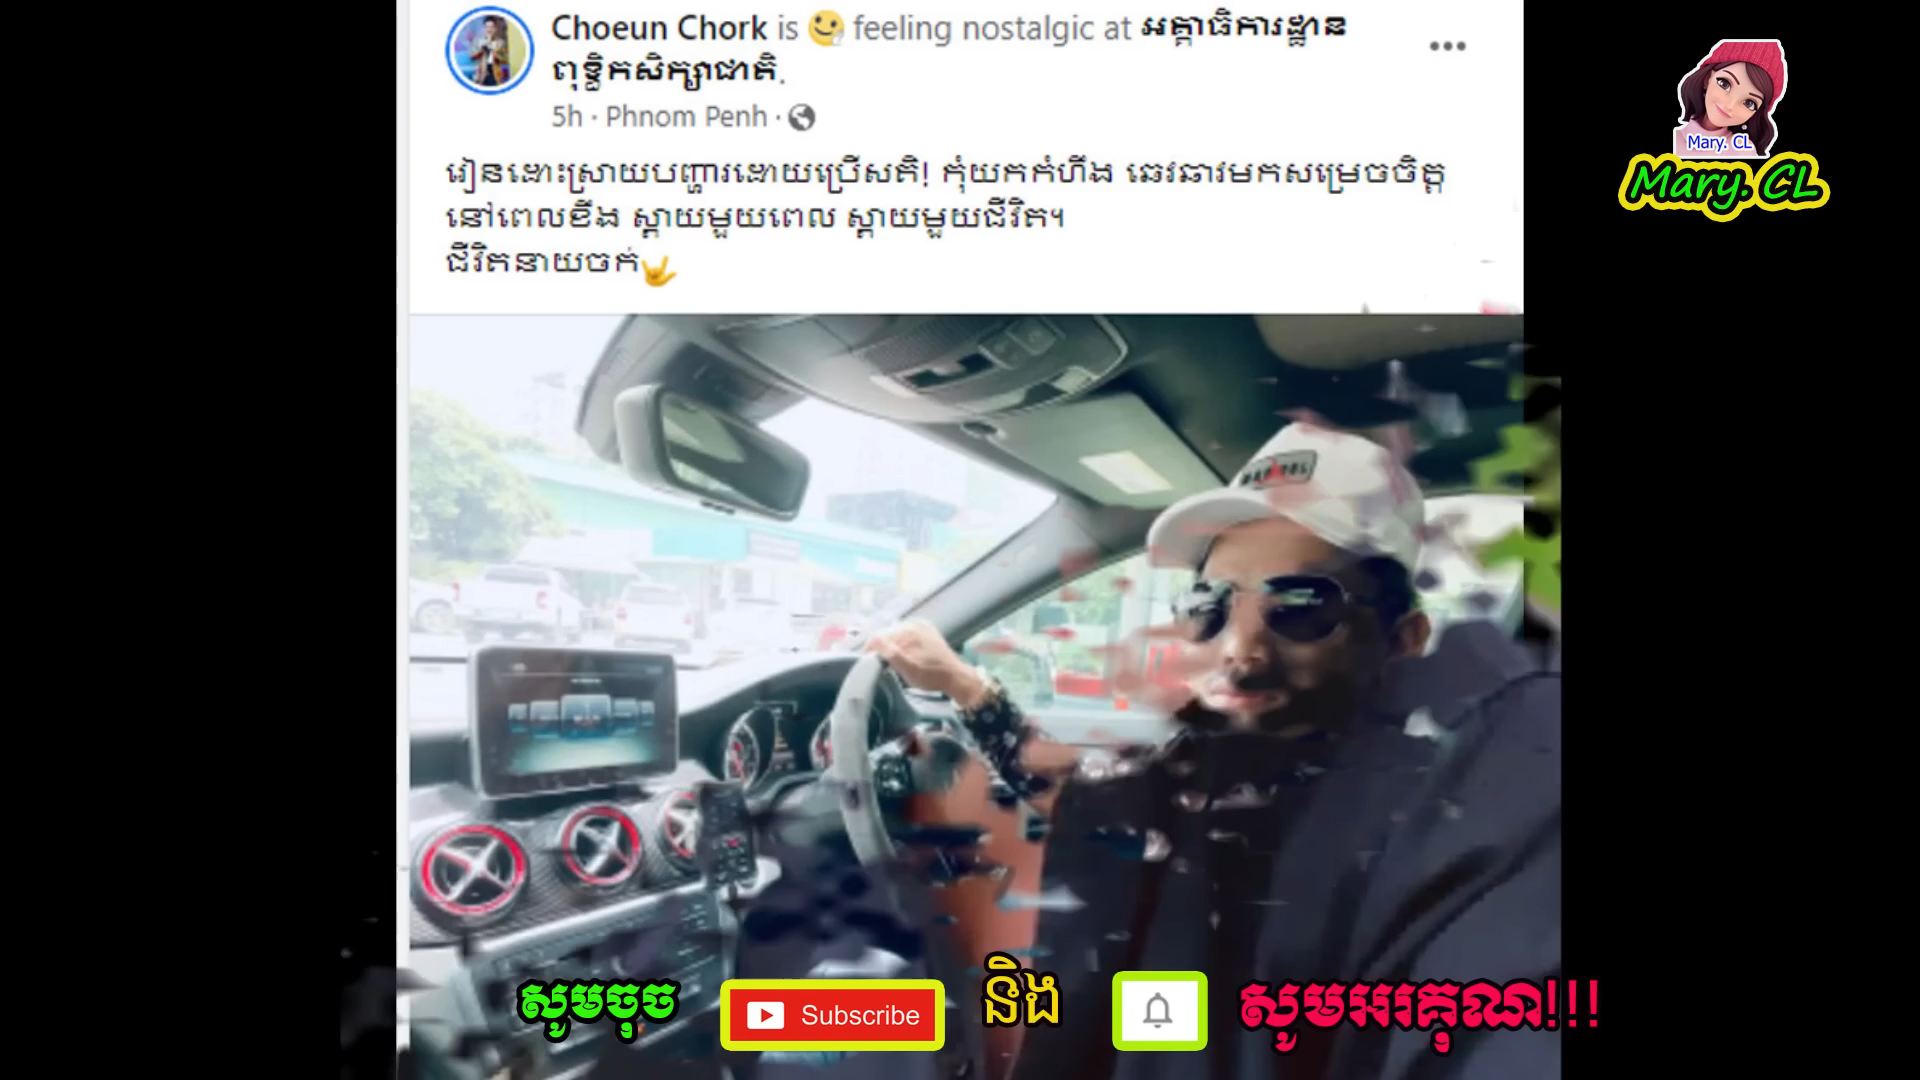 Choeun Chork is feeling nostalgic at អគ្គាធិការដ្ឋាន
ពុទ្ធិកសិក្សាជាតិ.
5h · Phnom Penh ·
រៀនដោះស្រាយបញ្ហារដោយប្រើសតិ! កុំយកកំហឹង ឆេវឆាវមកសម្រេចចិត្ត
នៅពេលខឹង ស្តាយមួយពេល ស្តាយមួយជីវិត។
ជីវិតនាយចក់
Mary. CL
Mary. CL
សូមចុច
Subscribe
និង
សូមអរគុណ!!!